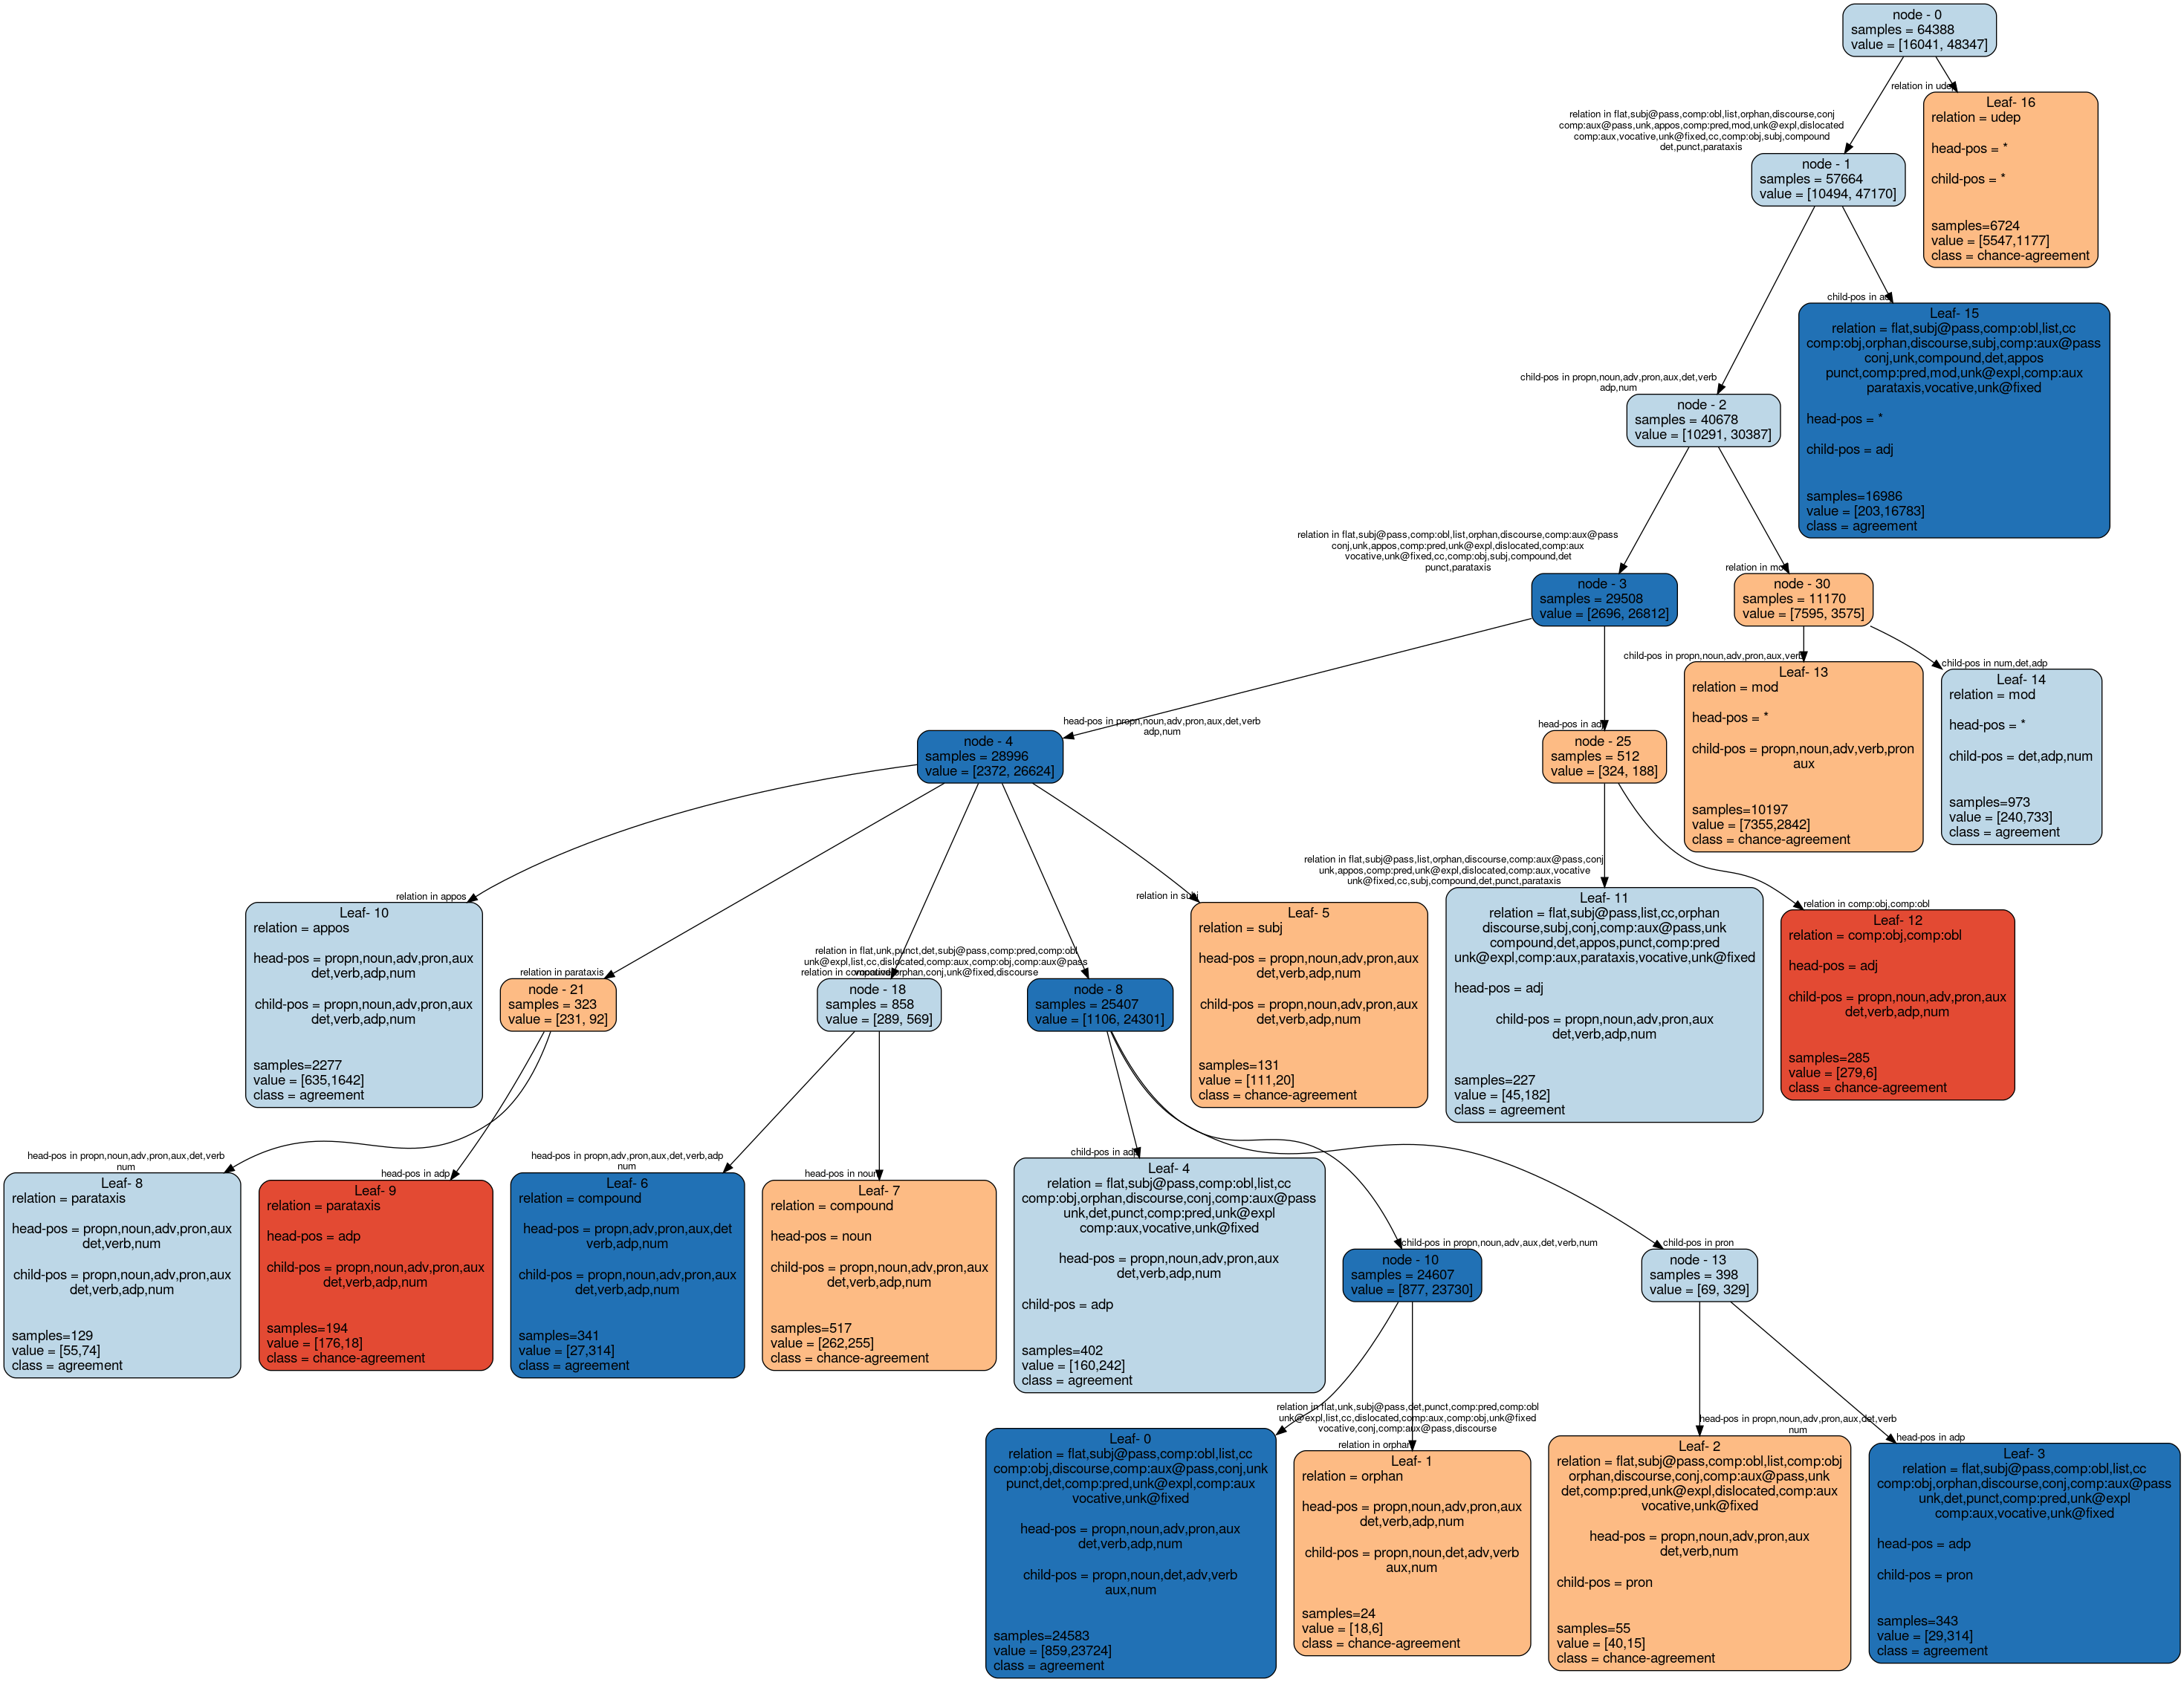 node - 0
samples = 64388
value = [16041, 48347]
relation in udep
Leaf- 16
relation = udep
head-pos = *
child-pos = *
samples=6724
value = [5547,1177]
class = chance-agreement
relation in flat,subj@pass,comp:obl,list,orphan,discourse,conj
comp:aux@pass,unk,appos,comp:pred,mod,unk@expl,dislocated
comp:aux,vocative,unk@fixed,cc,comp:obj,subj,compound
det,punct,parataxis
node - 1
samples = 57664
value = [10494, 47170]
child-pos in adj
Leaf- 15
relation = flat,subj@pass,comp:obl,list,cc
comp:obj,orphan,discourse,subj,comp:aux@pass
conj,unk,compound,det,appos
punct,comp:pred,mod,unk@expl,comp:aux
parataxis,vocative,unk@fixed
head-pos = *
child-pos = adj
samples=16986
value = [203,16783]
class = agreement
child-pos in propn,noun,adv,pron,aux,det,verb
adp,num
node - 2
samples = 40678
value = [10291, 30387]
relation in flat,subj@pass,comp:obl,list,orphan,discourse,comp:aux@pass
conj,unk,appos,comp:pred,unk@expl,dislocated,comp:aux
vocative,unk@fixed,cc,comp:obj,subj,compound,det
punct,parataxis
node - 3
samples = 29508
value = [2696, 26812]
relation in mod
node - 30
samples = 11170
value = [7595, 3575]
child-pos in propn,noun,adv,pron,aux,verb
Leaf- 13
relation = mod
head-pos = *
child-pos = propn,noun,adv,verb,pron
aux
samples=10197
value = [7355,2842]
class = chance-agreement
child-pos in num,det,adp
Leaf- 14
relation = mod
head-pos = *
child-pos = det,adp,num
samples=973
value = [240,733]
class = agreement
head-pos in propn,noun,adv,pron,aux,det,verb
adp,num
node - 4
samples = 28996
value = [2372, 26624]
head-pos in adj
node - 25
samples = 512
value = [324, 188]
relation in appos
Leaf- 10
relation = appos
head-pos = propn,noun,adv,pron,aux
det,verb,adp,num
child-pos = propn,noun,adv,pron,aux
det,verb,adp,num
samples=2277
value = [635,1642]
class = agreement
relation in parataxis
node - 21
samples = 323
value = [231, 92]
relation in compound
node - 18
samples = 858
value = [289, 569]
relation in flat,unk,punct,det,subj@pass,comp:pred,comp:obl
unk@expl,list,cc,dislocated,comp:aux,comp:obj,comp:aux@pass
vocative,orphan,conj,unk@fixed,discourse
node - 8
samples = 25407
value = [1106, 24301]
relation in subj
Leaf- 5
relation = subj
head-pos = propn,noun,adv,pron,aux
det,verb,adp,num
child-pos = propn,noun,adv,pron,aux
det,verb,adp,num
samples=131
value = [111,20]
class = chance-agreement
relation in flat,subj@pass,list,orphan,discourse,comp:aux@pass,conj
unk,appos,comp:pred,unk@expl,dislocated,comp:aux,vocative
unk@fixed,cc,subj,compound,det,punct,parataxis
Leaf- 11
relation = flat,subj@pass,list,cc,orphan
discourse,subj,conj,comp:aux@pass,unk
compound,det,appos,punct,comp:pred
unk@expl,comp:aux,parataxis,vocative,unk@fixed
head-pos = adj
child-pos = propn,noun,adv,pron,aux
det,verb,adp,num
samples=227
value = [45,182]
class = agreement
relation in comp:obj,comp:obl
Leaf- 12
relation = comp:obj,comp:obl
head-pos = adj
child-pos = propn,noun,adv,pron,aux
det,verb,adp,num
samples=285
value = [279,6]
class = chance-agreement
head-pos in propn,noun,adv,pron,aux,det,verb
num
Leaf- 8
relation = parataxis
head-pos = propn,noun,adv,pron,aux
det,verb,num
child-pos = propn,noun,adv,pron,aux
det,verb,adp,num
samples=129
value = [55,74]
class = agreement
head-pos in adp
Leaf- 9
relation = parataxis
head-pos = adp
child-pos = propn,noun,adv,pron,aux
det,verb,adp,num
samples=194
value = [176,18]
class = chance-agreement
head-pos in propn,adv,pron,aux,det,verb,adp
num
Leaf- 6
relation = compound
head-pos = propn,adv,pron,aux,det
verb,adp,num
child-pos = propn,noun,adv,pron,aux
det,verb,adp,num
samples=341
value = [27,314]
class = agreement
head-pos in noun
Leaf- 7
relation = compound
head-pos = noun
child-pos = propn,noun,adv,pron,aux
det,verb,adp,num
samples=517
value = [262,255]
class = chance-agreement
child-pos in adp
Leaf- 4
relation = flat,subj@pass,comp:obl,list,cc
comp:obj,orphan,discourse,conj,comp:aux@pass
unk,det,punct,comp:pred,unk@expl
comp:aux,vocative,unk@fixed
head-pos = propn,noun,adv,pron,aux
det,verb,adp,num
child-pos = adp
samples=402
value = [160,242]
class = agreement
child-pos in propn,noun,adv,aux,det,verb,num
node - 10
samples = 24607
value = [877, 23730]
child-pos in pron
node - 13
samples = 398
value = [69, 329]
relation in flat,unk,subj@pass,det,punct,comp:pred,comp:obl
unk@expl,list,cc,dislocated,comp:aux,comp:obj,unk@fixed
vocative,conj,comp:aux@pass,discourse
Leaf- 0
relation = flat,subj@pass,comp:obl,list,cc
comp:obj,discourse,comp:aux@pass,conj,unk
punct,det,comp:pred,unk@expl,comp:aux
vocative,unk@fixed
head-pos = propn,noun,adv,pron,aux
det,verb,adp,num
child-pos = propn,noun,det,adv,verb
aux,num
samples=24583
value = [859,23724]
class = agreement
relation in orphan
Leaf- 1
relation = orphan
head-pos = propn,noun,adv,pron,aux
det,verb,adp,num
child-pos = propn,noun,det,adv,verb
aux,num
samples=24
value = [18,6]
class = chance-agreement
head-pos in propn,noun,adv,pron,aux,det,verb
num
Leaf- 2
relation = flat,subj@pass,comp:obl,list,comp:obj
orphan,discourse,conj,comp:aux@pass,unk
det,comp:pred,unk@expl,dislocated,comp:aux
vocative,unk@fixed
head-pos = propn,noun,adv,pron,aux
det,verb,num
child-pos = pron
samples=55
value = [40,15]
class = chance-agreement
head-pos in adp
Leaf- 3
relation = flat,subj@pass,comp:obl,list,cc
comp:obj,orphan,discourse,conj,comp:aux@pass
unk,det,punct,comp:pred,unk@expl
comp:aux,vocative,unk@fixed
head-pos = adp
child-pos = pron
samples=343
value = [29,314]
class = agreement